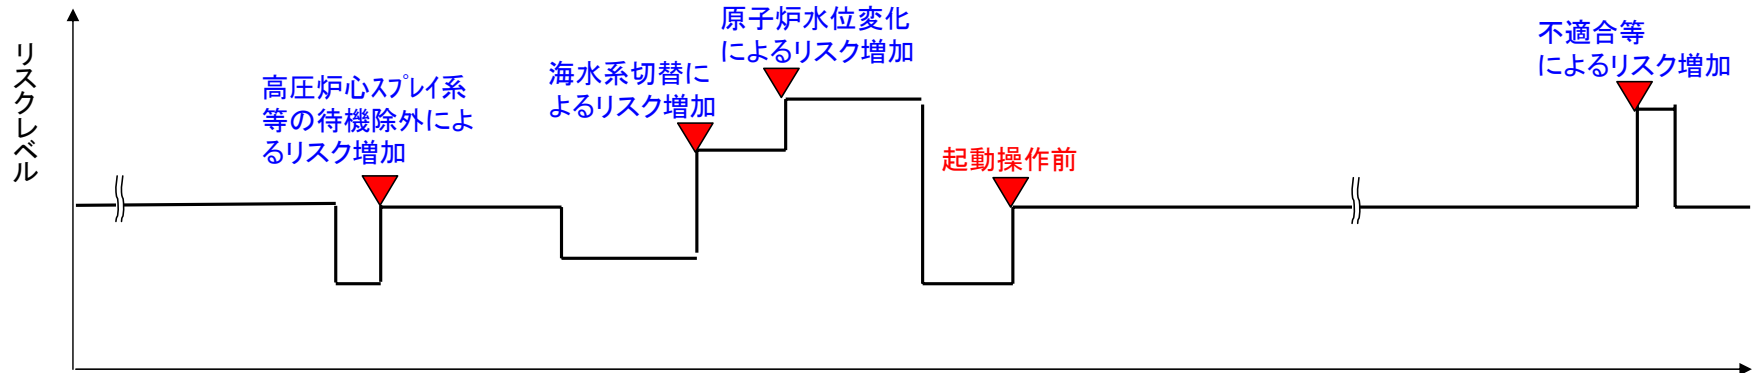 リスクレベル
高圧炉心ｽﾌﾟﾚｲ系
等の待機除外によ
るリスク増加
海水系切替に
よるリスク増加
原子炉水位変化
によるリスク増加
起動操作前
不適合等
によるリスク増加